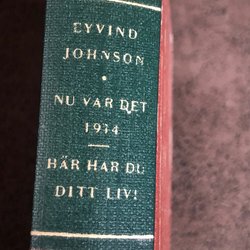 EYVIND
JOHNSON
•
NU VAR DET
1914
HÄR HAR DU
DITT LIV!